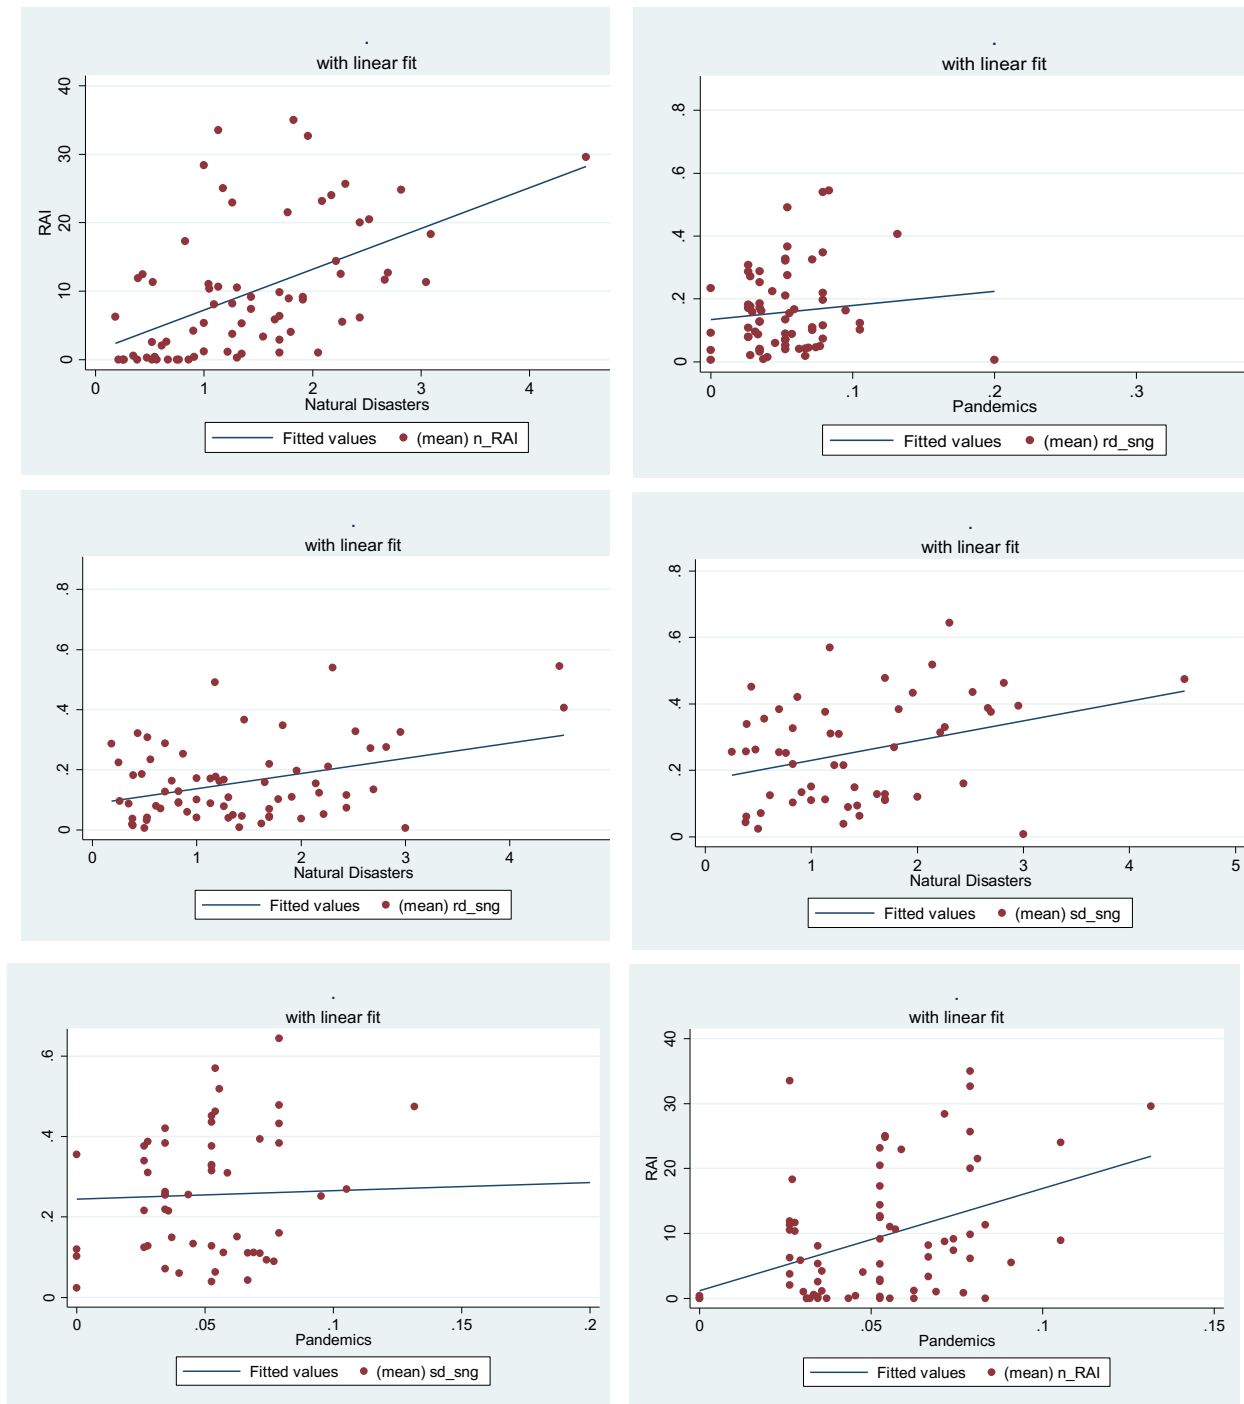 .
with linear fit
40
30
20
10
0
RAI
0 1 2 3 4
Natural Disasters
Fitted values (mean) n_RAI
.
with linear fit
.8
.6
.4
.2
0
0 .1 .2 .3
Pandemics
Fitted values (mean) rd_sng
.
with linear fit
.8
.6
.4
.2
0
0 1 2 3 4
Natural Disasters
Fitted values (mean) rd_sng
.
with linear fit
.8
.6
.4
.2
0
0 1 2 3 4 5
Natural Disasters
Fitted values (mean) sd_sng
.
with linear fit
.6
.4
.2
0
0 .05 .1 .15 .2
Pandemics
Fitted values (mean) sd_sng
.
with linear fit
40
30
20
10
0
RAI
0 .05 .1 .15
Pandemics
Fitted values (mean) n_RAI